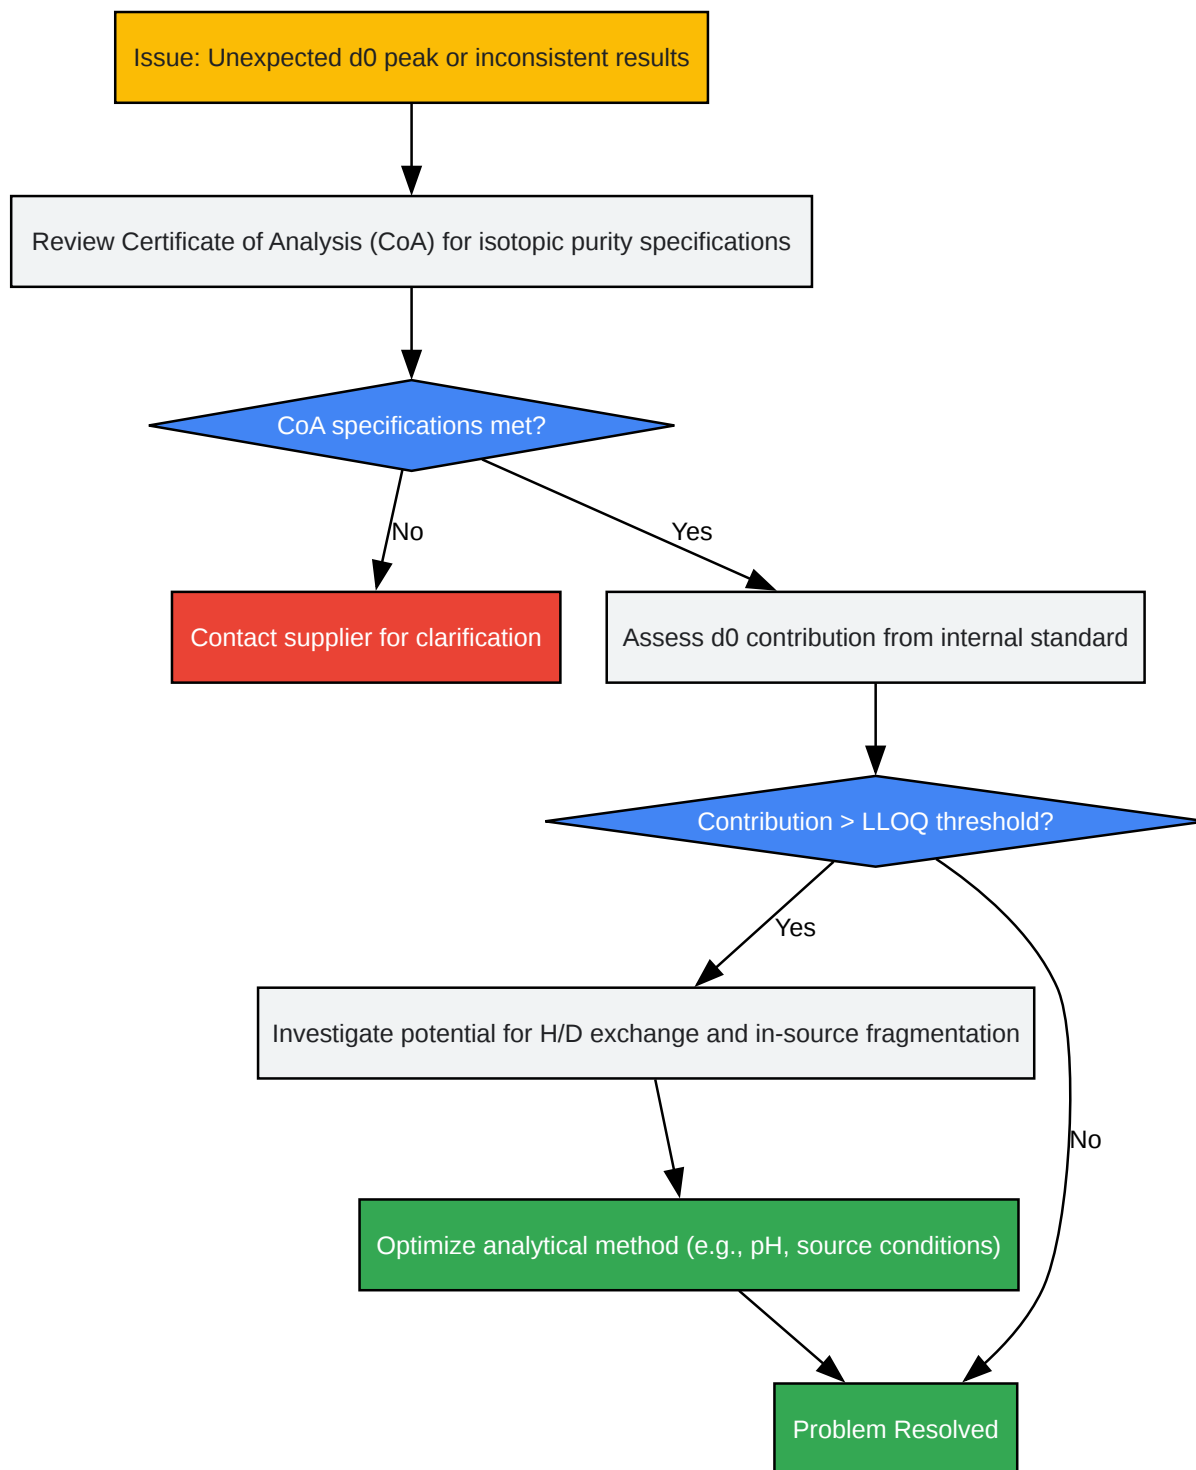 Issue: Unexpected d0 peak or inconsistent results
Review Certificate of Analysis (CoA) for isotopic purity specifications
CoA specifications met?
No
Yes
Contact supplier for clarification
Assess d0 contribution from internal standard
Contribution > LLOQ threshold?
Yes
Investigate potential for H/D exchange and in-source fragmentation
No
Optimize analytical method (e.g., pH, source conditions)
Problem Resolved